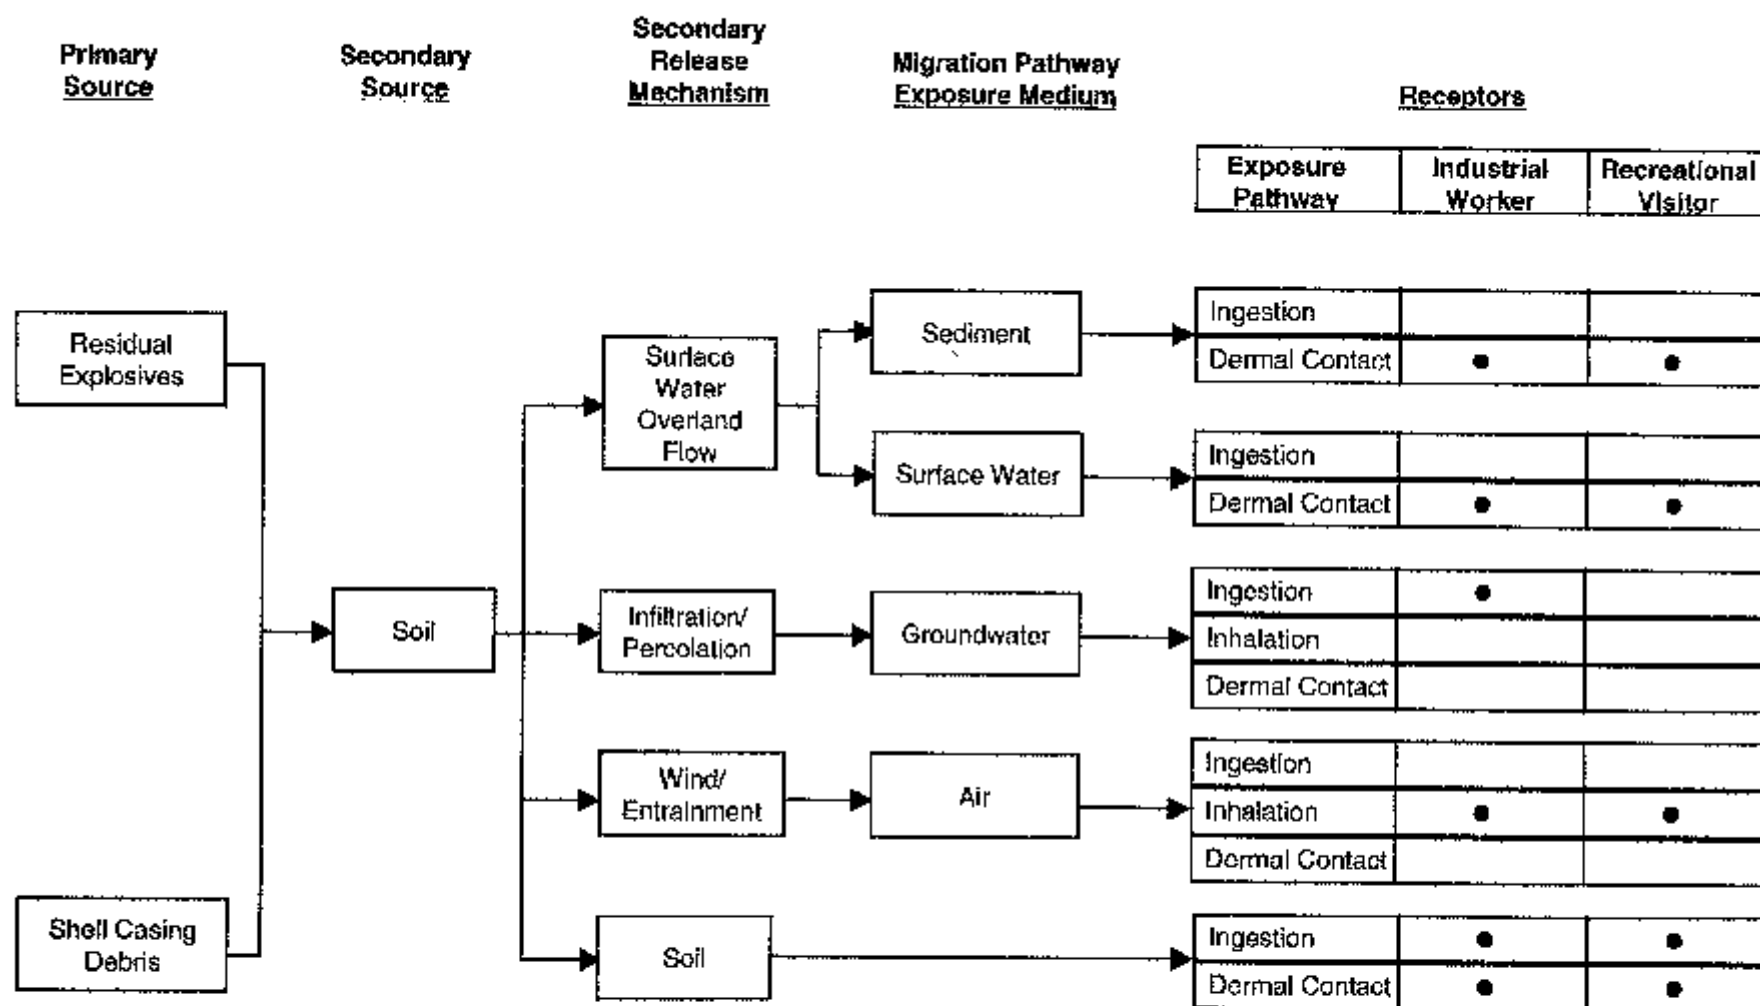 Primary
Source
Secondary
Source
Secondary
Release
Mechanism
Migration Pathway
Exposure Medium
Receptors
Exposure
Pathway
Industrial
Worker
Recreational
Visitor
Residual
Explosives
Shell Casing
Debris
Soil
Surface
Water
Overland
Flow
Infiltration/
Percolation
Wind/
Entrainment
Soil
Sediment
Surface Water
Groundwater
Air
Ingestion
Dermal Contact ● ●
Ingestion
Dermal Contact ● ●
Ingestion ●
Inhalation
Dermal Contact
Ingestion
Inhalation ● ●
Dermal Contact
Ingestion ● ●
Dermal Contact ● ●